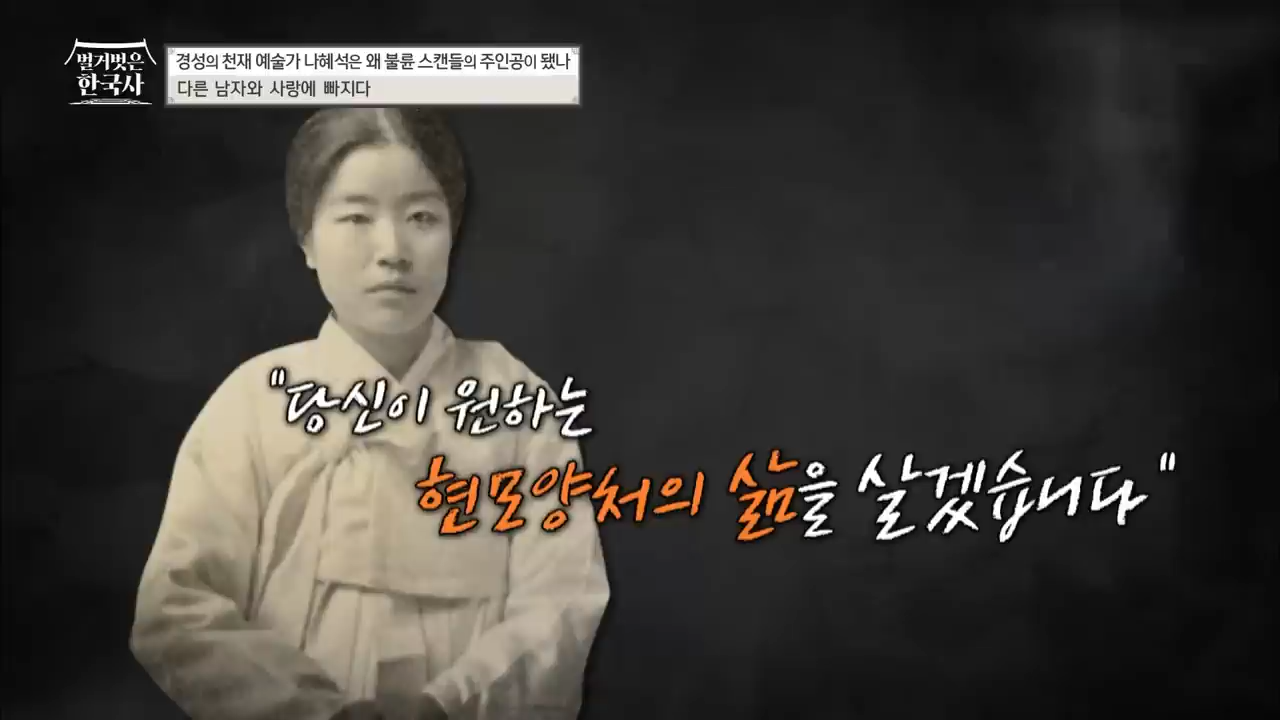 벌거벗은
한국사
경성의 천재 예술가 나혜석은 왜 불륜 스캔들의 주인공이 됐나
다른 남자와 사랑에 빠지다
"당신이 원하는
현모양처의 삶을 살겠습니다"